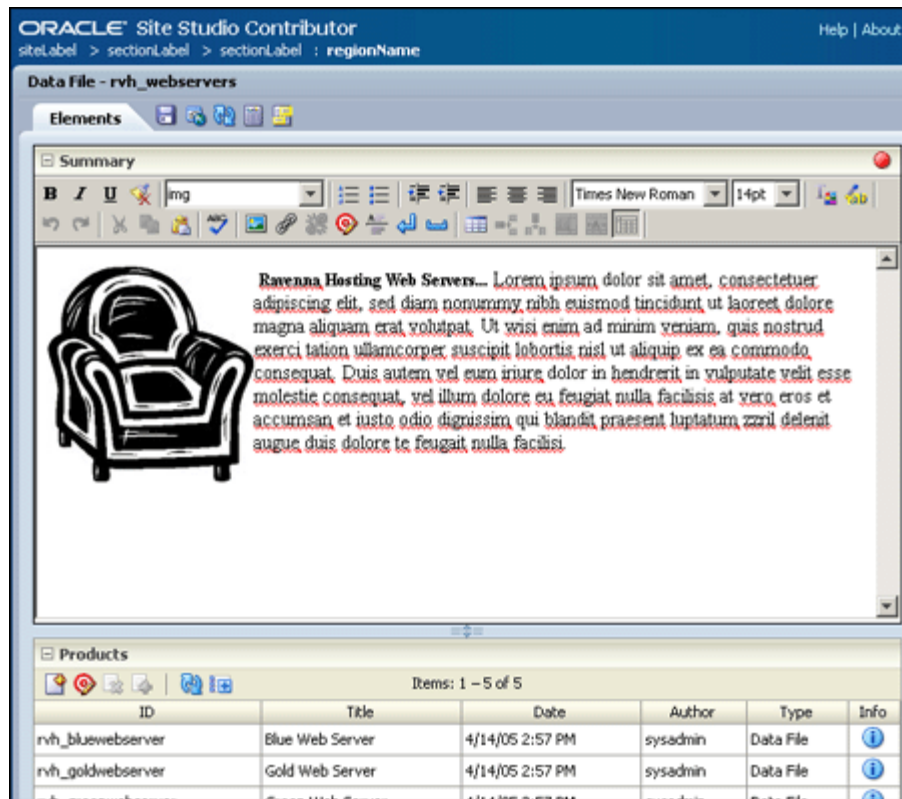 ORACLE Site Studio Contributor
Help | About
siteLabel > sectionLabel > sectionLabel : regionName
Data File - rvh_webservers
Elements
Summary
B I U img Times New Roman 14pt
ABC
Ravenna Hosting Web Servers... Lorem ipsum dolor sit amet, consectetuer
adipiscing elit, sed diam nonummy nibh euismod tincidunt ut laoreet dolore
magna aliquam erat volutpat. Ut wisi enim ad minim veniam, quis nostrud
exerci tation ullamcorper suscipit lobortis nisl ut aliquip ex ea commodo
consequat. Duis autem vel eum iriure dolor in hendrerit in vulputate velit esse
molestie consequat, vel illum dolore eu feugiat nulla facilisis at vero eros et
accumsan et iusto odio dignissim qui blandit praesent luptatum zzril delenit
augue duis dolore te feugait nulla facilisi
Products
Items: 1 – 5 of 5
ID Title Date Author Type Info
rvh_bluewebserver Blue Web Server 4/14/05 2:57 PM sysadmin Data File
rvh_goldwebserver Gold Web Server 4/14/05 2:57 PM sysadmin Data File